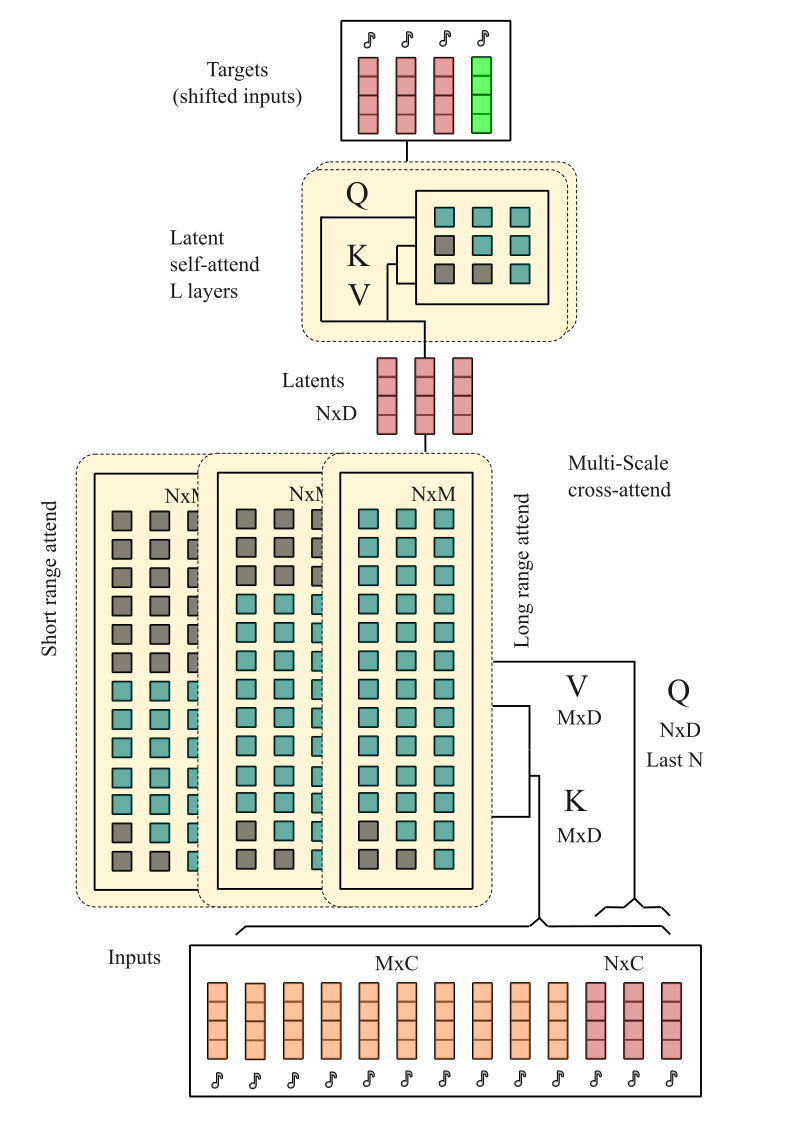 Targets
(shifted inputs)
Q
K
V
Latent
self-attend
L layers
Latents
NxD
Multi-Scale
cross-attend
Short range attend
NxM
NxM
NxM
Long range attend
V
MxD
Q
NxD
Last N
K
MxD
Inputs
MxC
NxC